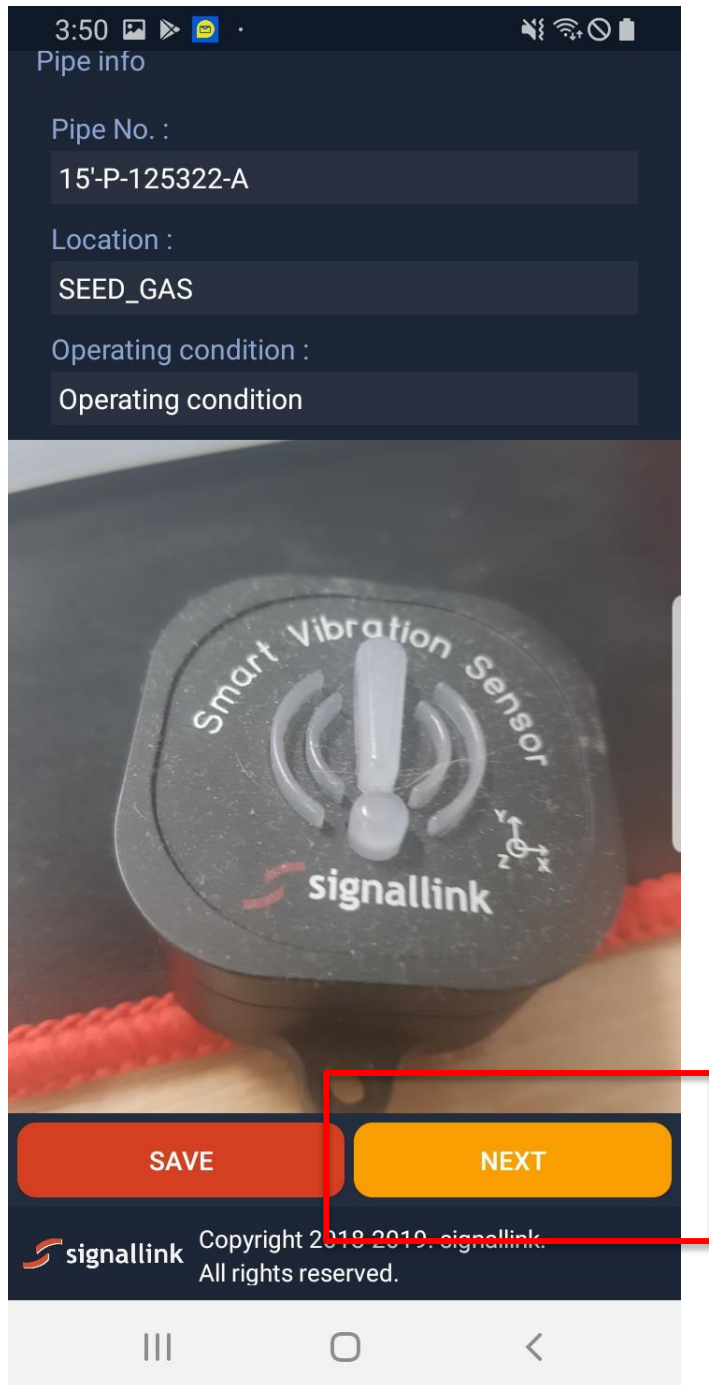 3:50
Pipe info
Pipe No. :
15'-P-125322-A
Location :
SEED_GAS
Operating condition :
Operating condition
Smart Vibration Sensor
Y
Z X
signallink
SAVE
NEXT
signallink
Copyright 2018-2019. signallink.
All rights reserved.